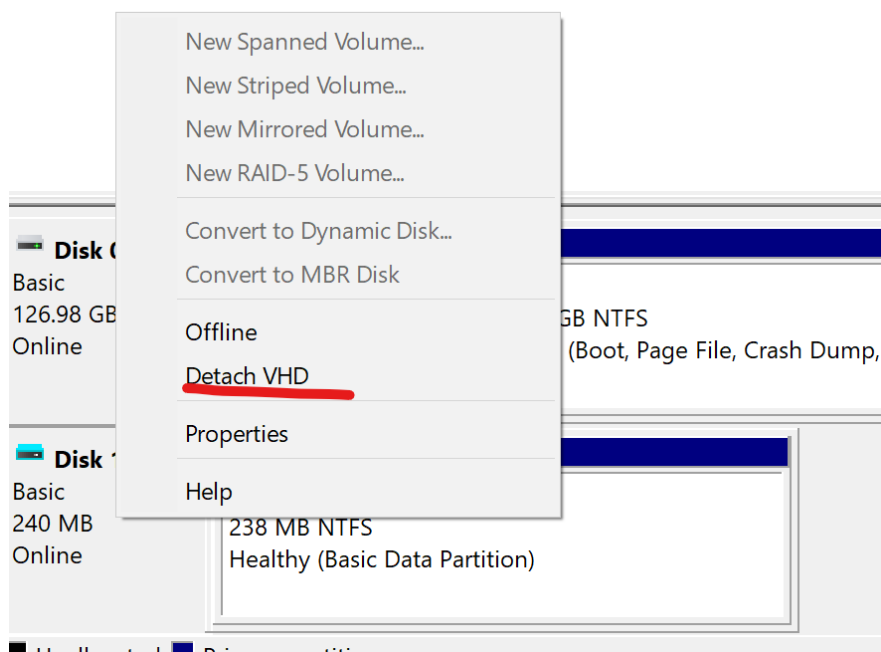 New Spanned Volume...
New Striped Volume...
New Mirrored Volume...
New RAID-5 Volume...
Convert to Dynamic Disk...
Convert to MBR Disk
Offline
Detach VHD
Properties
Help
Disk
Basic
126.98 GB
Online
GB NTFS
(Boot, Page File, Crash Dump,
Disk
Basic
240 MB
Online
238 MB NTFS
Healthy (Basic Data Partition)